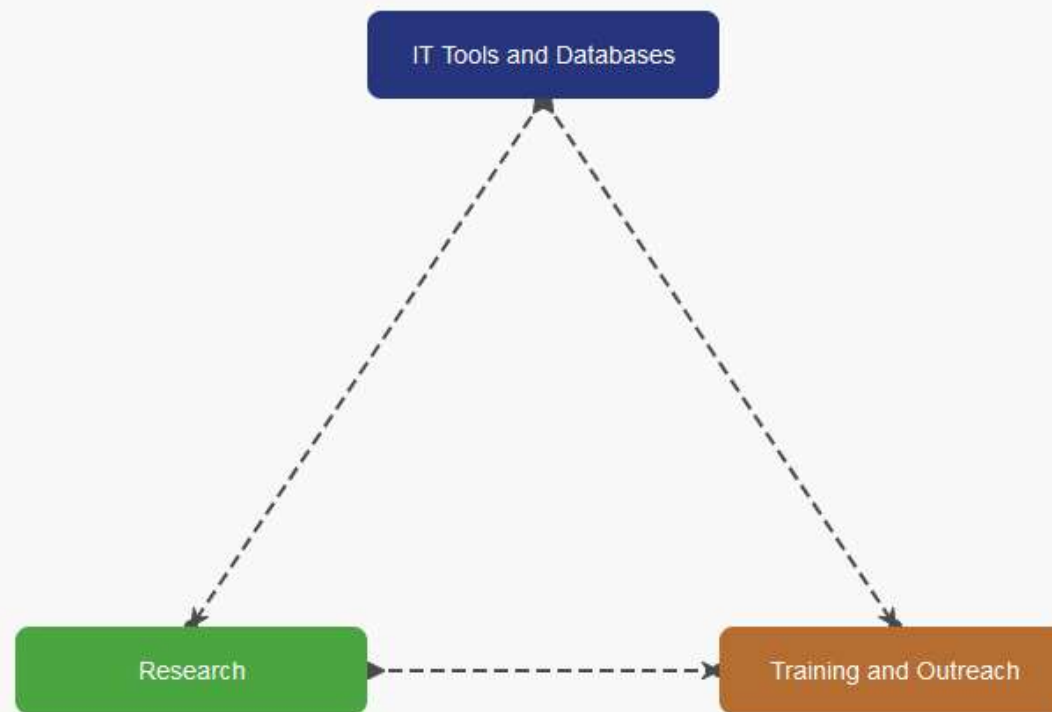 IT Tools and Databases
Research
Training and Outreach